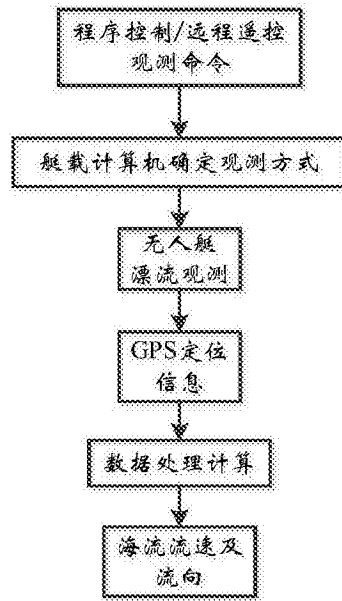 程序控制/远程遥控
观测命令
艇载计算机确定观测方式
无人艇
漂流观测
GPS定位
信息
数据处理计算
海流流速及
流向